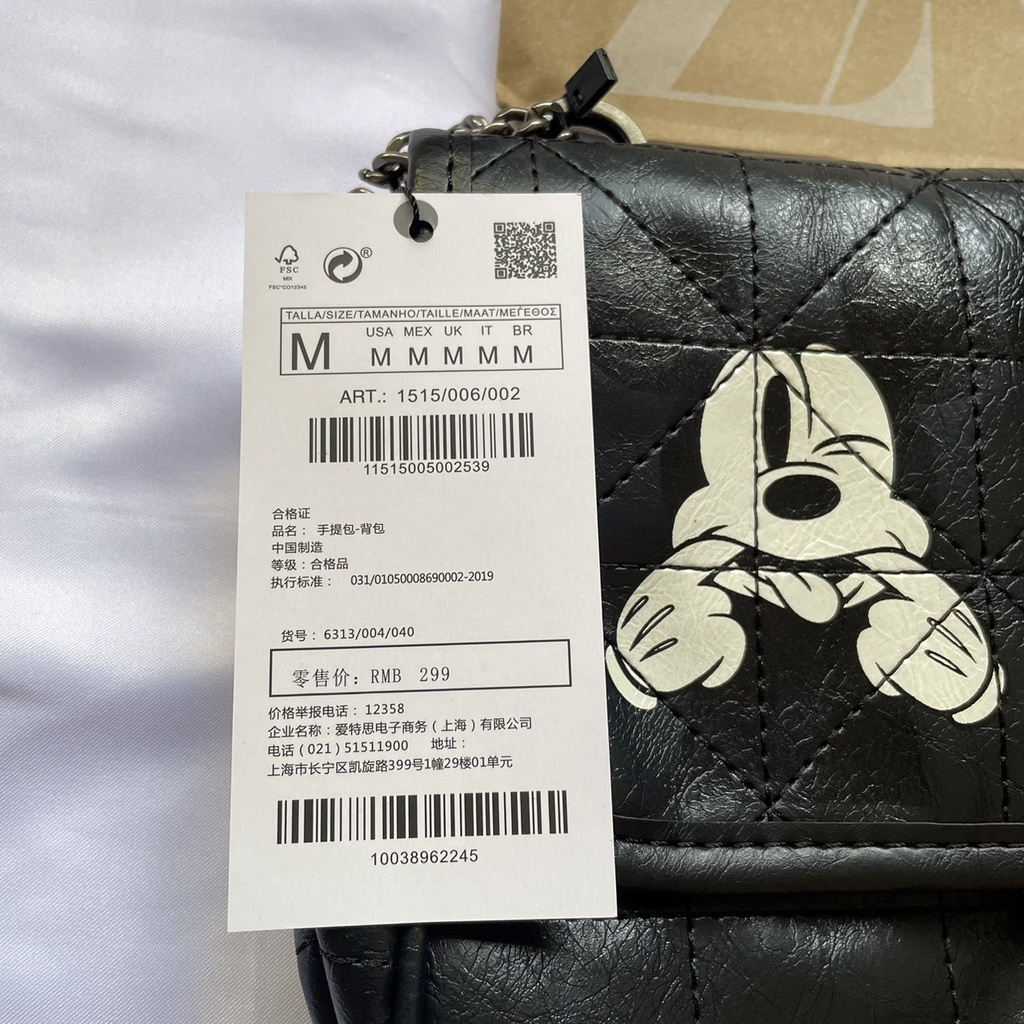 FSC
MIX
FSC®C012345
®
TALLA/SIZE/TAMANHO/TAILLE/MAAT/ΜΕΓΕΘΟΣ
M
USA MEX UK IT BR
M M M M M
ART.: 1515/006/002
11515005002539
合格证
品名： 手提包-背包
中国制造
等级：合格品
执行标准： 031/01050008690002-2019
货号：6313/004/040
零售价：RMB 299
价格举报电话：12358
企业名称：爱特思电子商务（上海）有限公司
电话（021）51511900 地址：
上海市长宁区凯旋路399号1幢29楼01单元
10038962245